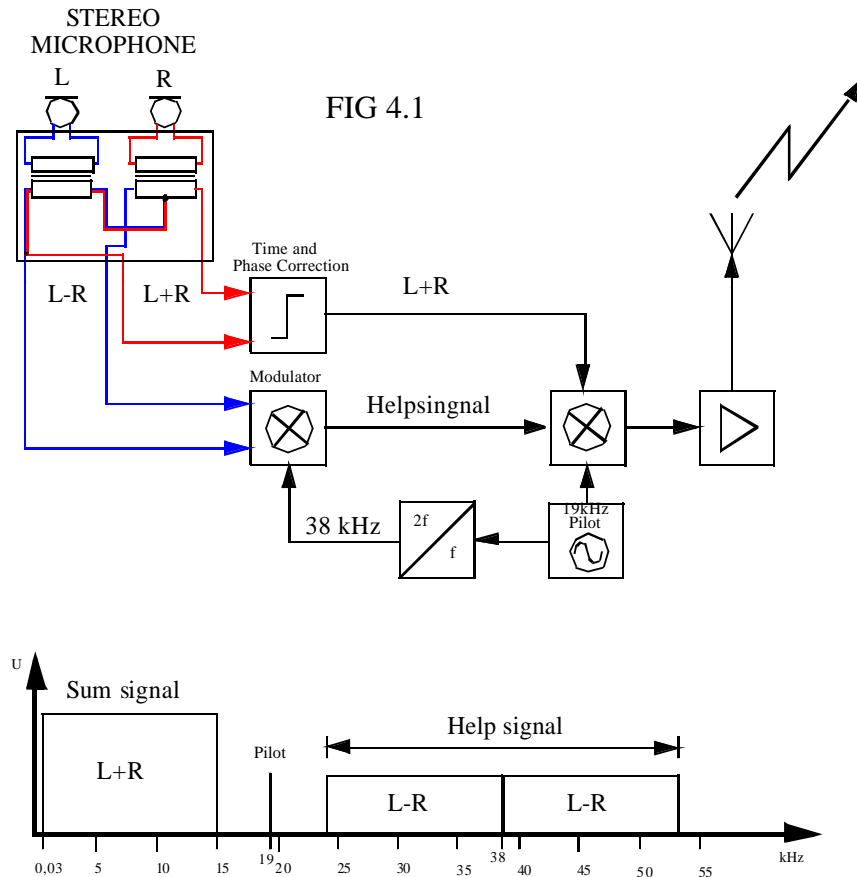 STEREO
MICROPHONE
L R
FIG 4.1
Time and
Phase Correction
L-R L+R
L+R
Modulator
Helpsingnal
38 kHz
2f
f
19kHz
Pilot
U
Sum signal
Pilot
Help signal
L+R
L-R L-R
0,03 5 10 15 19 20 25 30 35 38 40 45 50 55 kHz